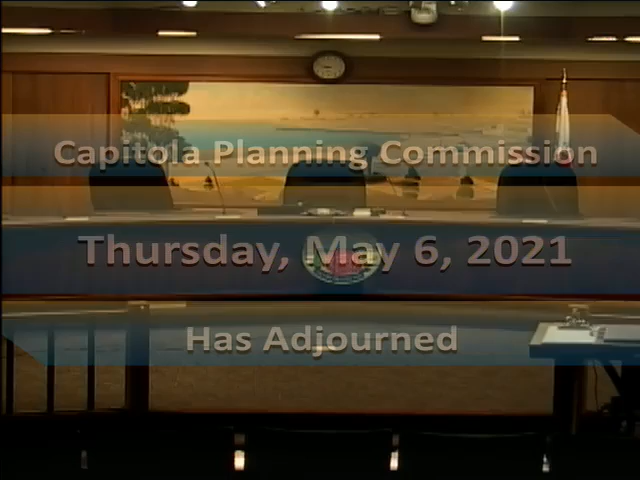 Capitola Planning Commission
Thursday, May 6, 2021
Has Adjourned